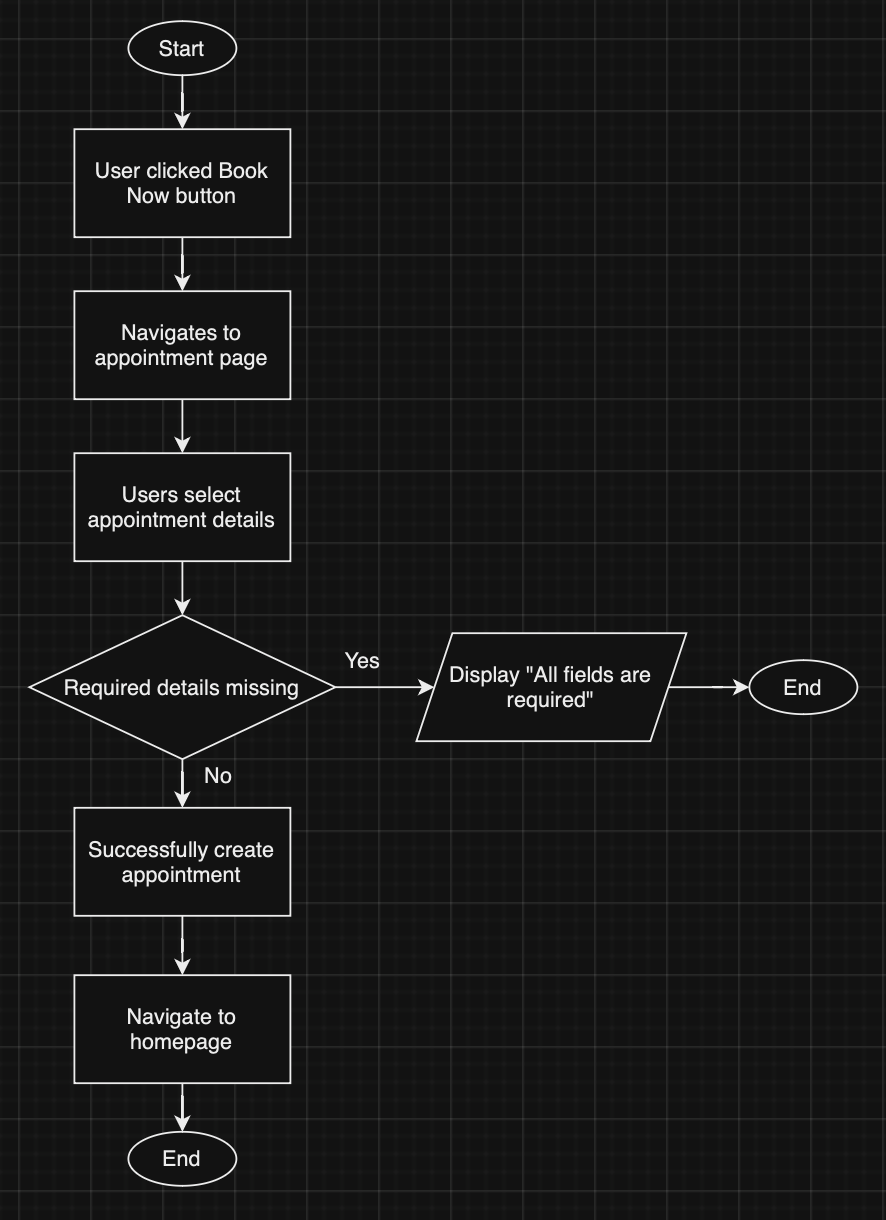 Start
User clicked Book
Now button
Navigates to
appointment page
Users select
appointment details
Required details missing
Yes
Display "All fields are
required"
End
No
Successfully create
appointment
Navigate to
homepage
End